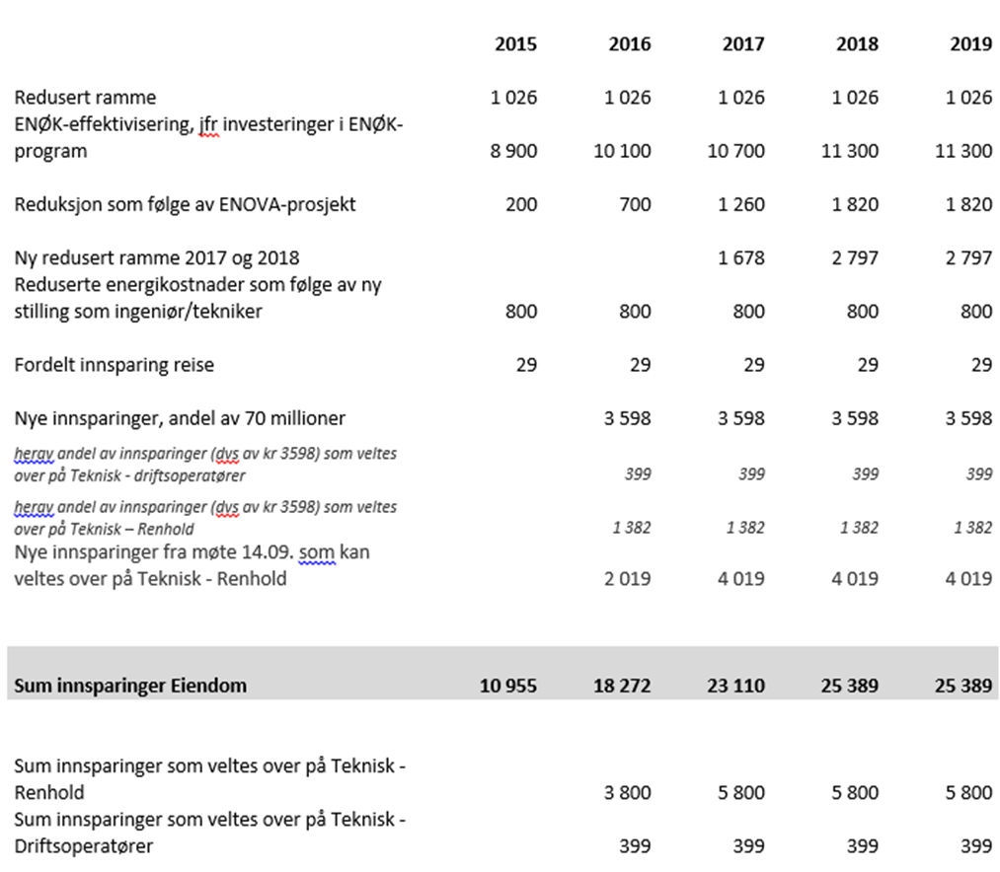 2015 2016 2017 2018 2019
Redusert ramme 1 026 1 026 1 026 1 026 1 026
ENØK-effektivisering, jfr investeringer i ENØK-
program 8 900 10 100 10 700 11 300 11 300
Reduksjon som følge av ENOVA-prosjekt 200 700 1 260 1 820 1 820
Ny redusert ramme 2017 og 2018 1 678 2 797 2 797
Reduserte energikostnader som følge av ny
stilling som ingeniør/tekniker 800 800 800 800 800
Fordelt innsparing reise 29 29 29 29 29
Nye innsparinger, andel av 70 millioner 3 598 3 598 3 598 3 598
herav andel av innsparinger (dvs av kr 3598) som veltes
over på Teknisk - driftsoperatører 399 399 399 399
herav andel av innsparinger (dvs av kr 3598) som veltes
over på Teknisk – Renhold 1 382 1 382 1 382 1 382
Nye innsparinger fra møte 14.09. som kan
veltes over på Teknisk - Renhold 2 019 4 019 4 019 4 019
Sum innsparinger Eiendom 10 955 18 272 23 110 25 389 25 389
Sum innsparinger som veltes over på Teknisk -
Renhold 3 800 5 800 5 800 5 800
Sum innsparinger som veltes over på Teknisk -
Driftsoperatører 399 399 399 399